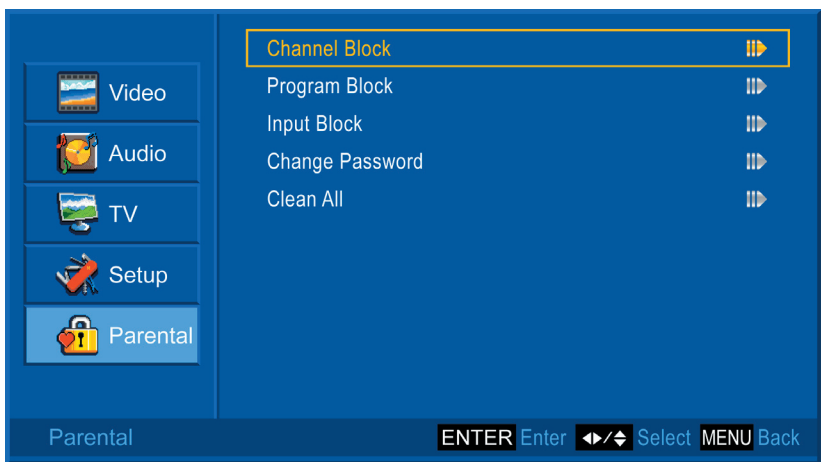 Video
Audio
TV
Setup
Parental
Channel Block
Program Block
Input Block
Change Password
Clean All
Parental
ENTER Enter / Select MENU Back